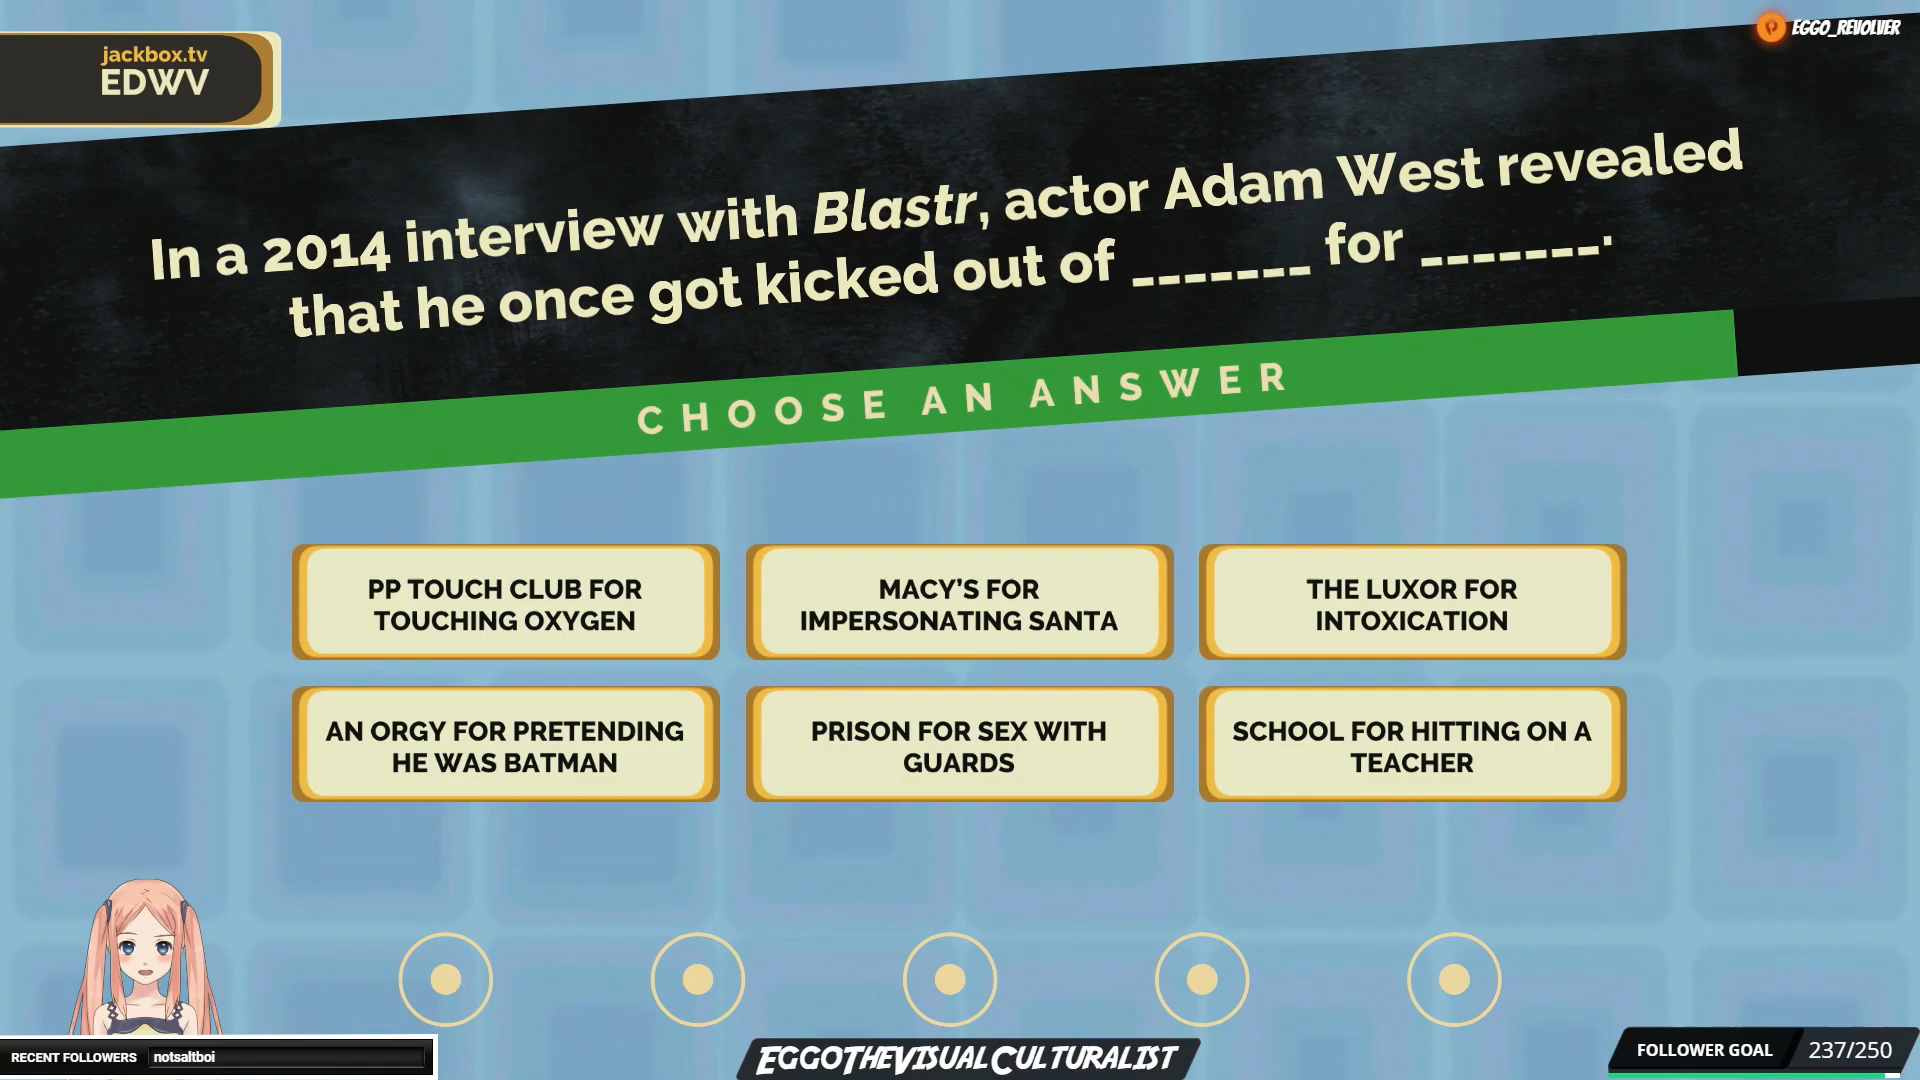 jackbox.tv
EDWV
EGGO_REVOLVER
In a 2014 interview with Blastr, actor Adam West revealed
that he once got kicked out of _______ for _______.
CHOOSE AN ANSWER
PP TOUCH CLUB FOR
TOUCHING OXYGEN
MACY'S FOR
IMPERSONATING SANTA
THE LUXOR FOR
INTOXICATION
AN ORGY FOR PRETENDING
HE WAS BATMAN
PRISON FOR SEX WITH
GUARDS
SCHOOL FOR HITTING ON A
TEACHER
RECENT FOLLOWERS notsaltboi
EGGOTHEVISUALCULTURALIST
FOLLOWER GOAL 237/250